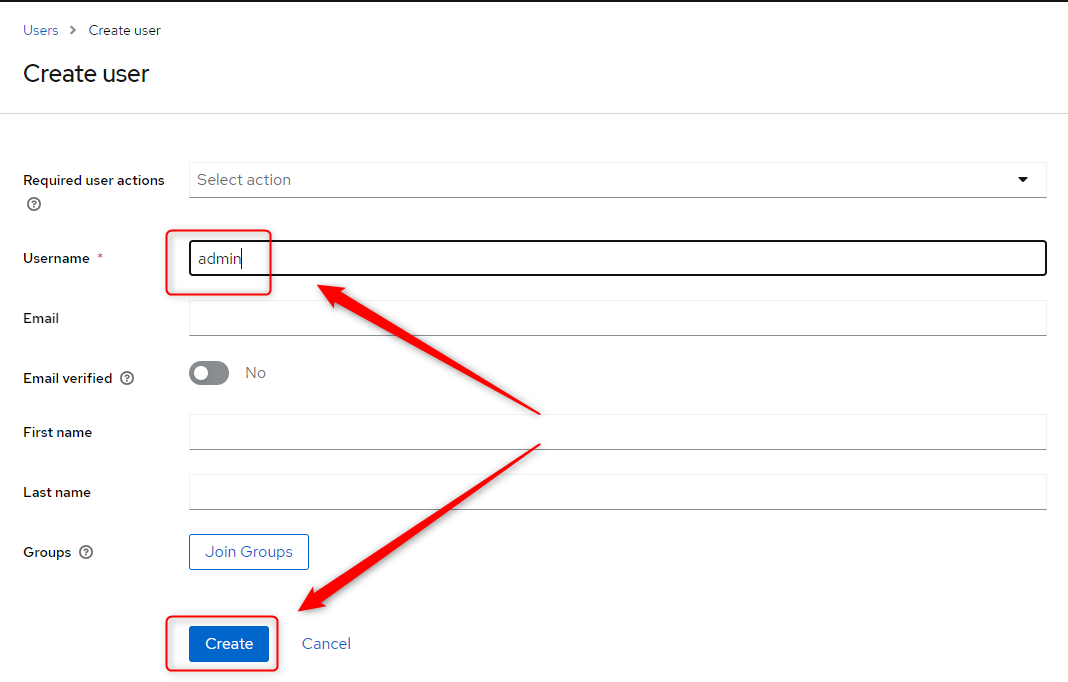 Users > Create user
Create user
Required user actions
Select action
Username *
admin
Email
Email verified
No
First name
Last name
Groups
Join Groups
Create Cancel